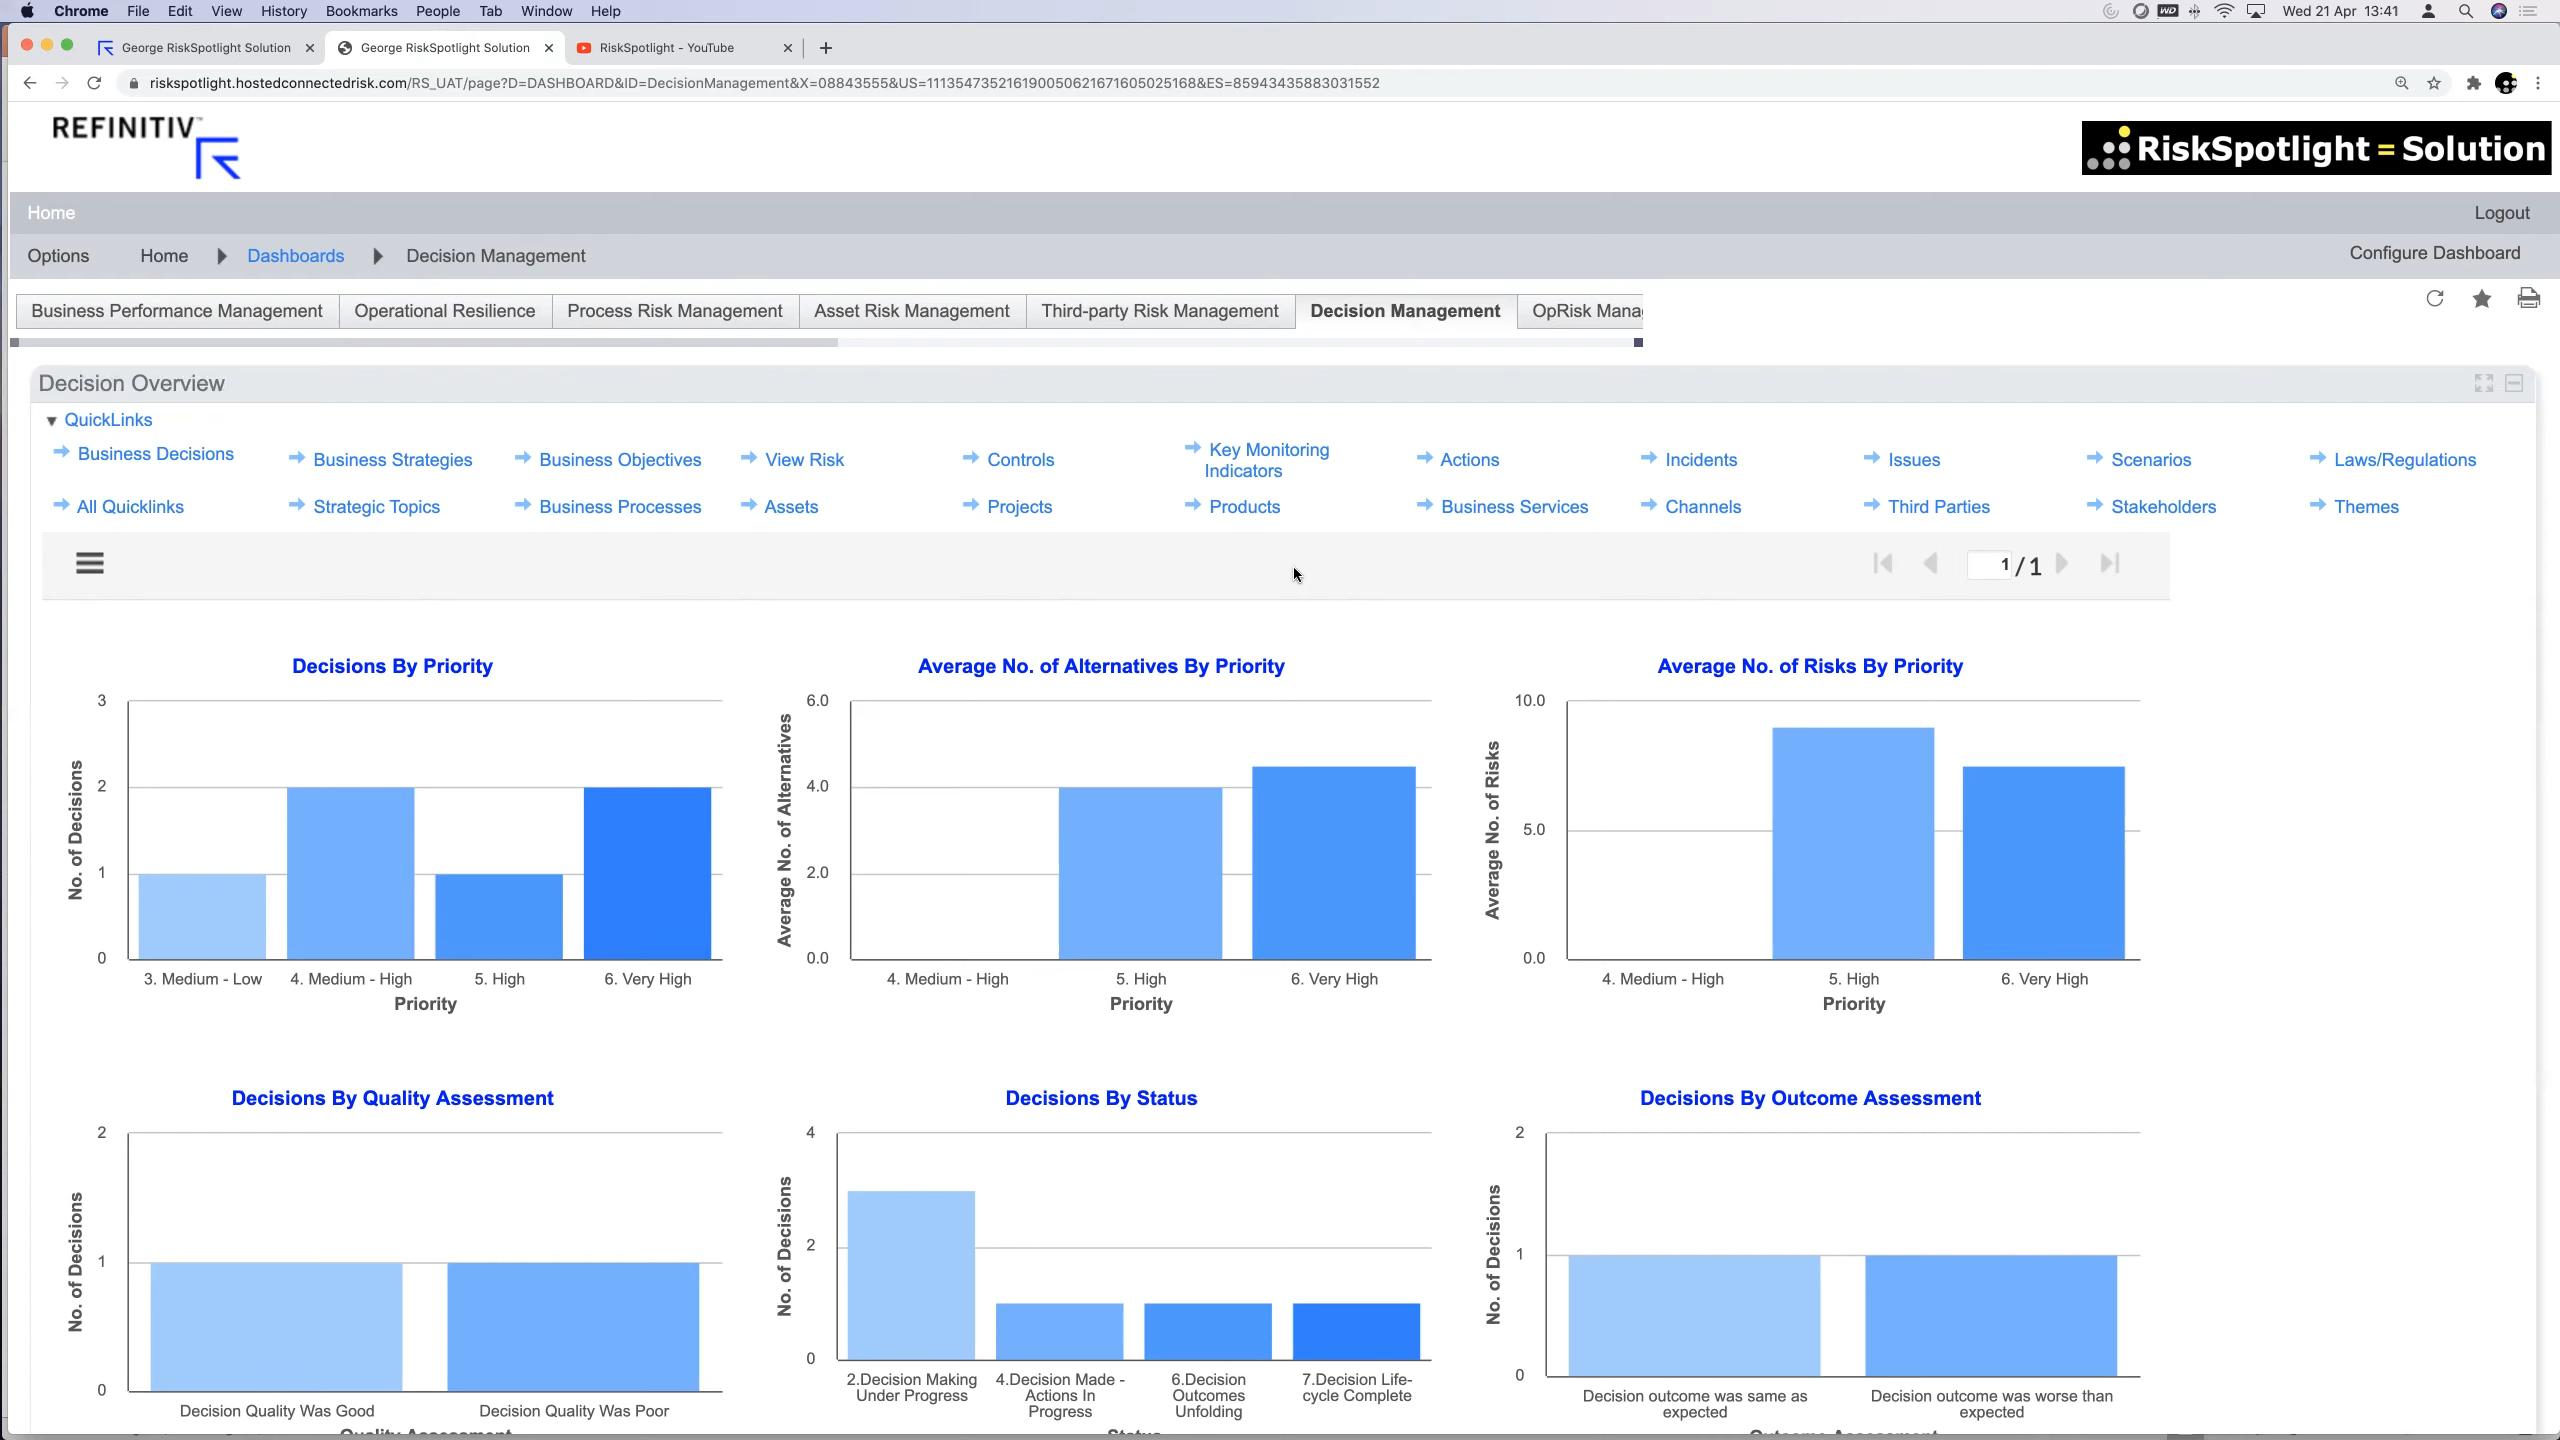 Chrome File Edit View History Bookmarks People Tab Window Help
WD Wed 21 Apr 13:41
George RiskSpotlight Solution George RiskSpotlight Solution RiskSpotlight - YouTube
riskspotlight.hostedconnectedrisk.com/RS_UAT/page?D=DASHBOARD&ID=DecisionManagement&X=08843555&US=11135473521619005062167160502516​8&ES=85943435883031552
REFINITIV™
RiskSpotlight = Solution
Home Logout
Options Home Dashboards Decision Management Configure Dashboard
Business Performance Management Operational Resilience Process Risk Management Asset Risk Management Third-party Risk Management Decision Management OpRisk Mana
Decision Overview
QuickLinks
Business Decisions Business Strategies Business Objectives View Risk Controls Key Monitoring Indicators Actions Incidents Issues Scenarios Laws/Regulations
All Quicklinks Strategic Topics Business Processes Assets Projects Products Business Services Channels Third Parties Stakeholders Themes
1 / 1
Decisions By Priority
3
2
1
0
No. of Decisions
3. Medium - Low 4. Medium - High 5. High 6. Very High
Priority
Average No. of Alternatives By Priority
6.0
4.0
2.0
0.0
Average No. of Alternatives
4. Medium - High 5. High 6. Very High
Priority
Average No. of Risks By Priority
10.0
5.0
0.0
Average No. of Risks
4. Medium - High 5. High 6. Very High
Priority
Decisions By Quality Assessment
2
1
0
No. of Decisions
Decision Quality Was Good Decision Quality Was Poor
Quality Assessment
Decisions By Status
4
2
0
No. of Decisions
2.Decision Making Under Progress
4.Decision Made - Actions In Progress
6.Decision Outcomes Unfolding
7.Decision Life-cycle Complete
Status
Decisions By Outcome Assessment
2
1
0
No. of Decisions
Decision outcome was same as expected
Decision outcome was worse than expected
Outcome Assessment